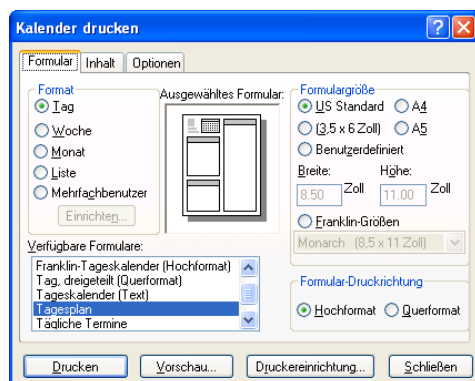 Kalender drucken
Formular Inhalt Optionen
Format
Tag
Woche
Monat
Liste
Mehrfachbenutzer
Einrichten...
Ausgewähltes Formular:
Formulargröße
US Standard A4
(3,5 x 6 Zoll) A5
Benutzerdefiniert
Breite: Höhe:
8.50 Zoll 11.00 Zoll
Franklin-Größen
Monarch (8,5 x 11 Zoll)
Verfügbare Formulare:
Franklin-Tageskalender (Hochformat)
Tag, dreigeteilt (Querformat)
Tageskalender (Text)
Tagesplan
Tägliche Termine
Formular-Druckrichtung
Hochformat Querformat
Drucken Vorschau... Druckereinrichtung... Schließen